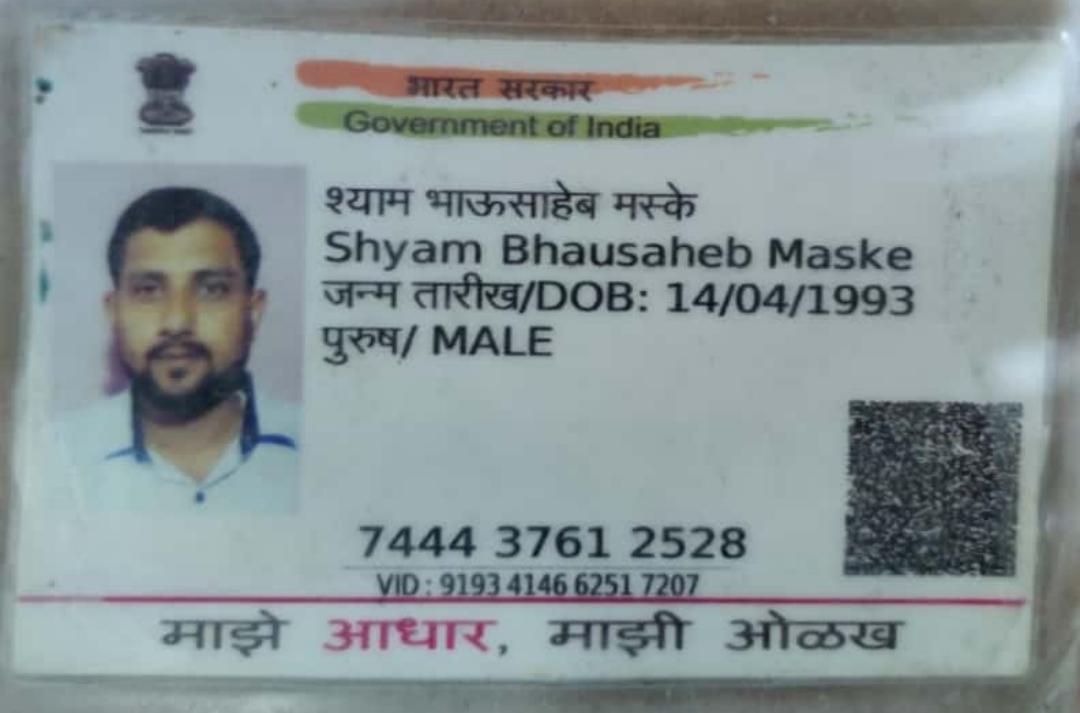 भारत सरकार
Government of India
श्याम भाऊसाहेब मस्के
Shyam Bhausaheb Maske
जन्म तारीख/DOB: 14/04/1993
पुरुष/ MALE
7444 3761 2528
VID : 9193 4146 6251 7207
माझे आधार, माझी ओळख